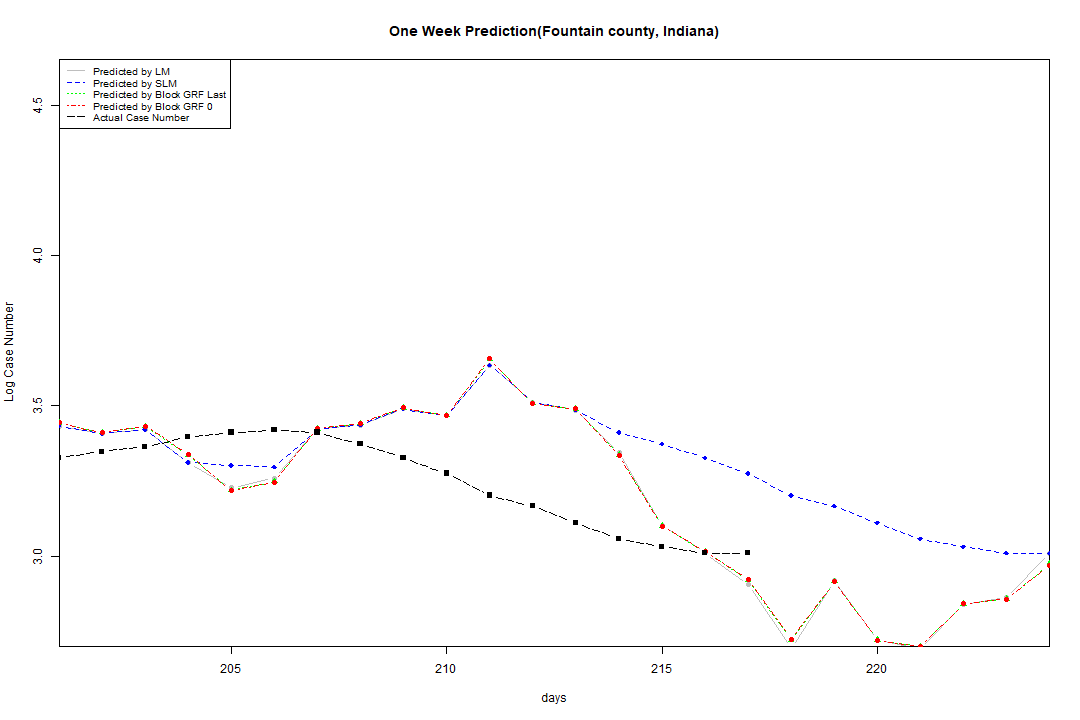 One Week Prediction(Fountain county, Indiana)
Predicted by LM
Predicted by SLM
Predicted by Block GRF Last
Predicted by Block GRF 0
Actual Case Number
4.5
4.0
3.5
3.0
Log Case Number
205 210 215 220
days